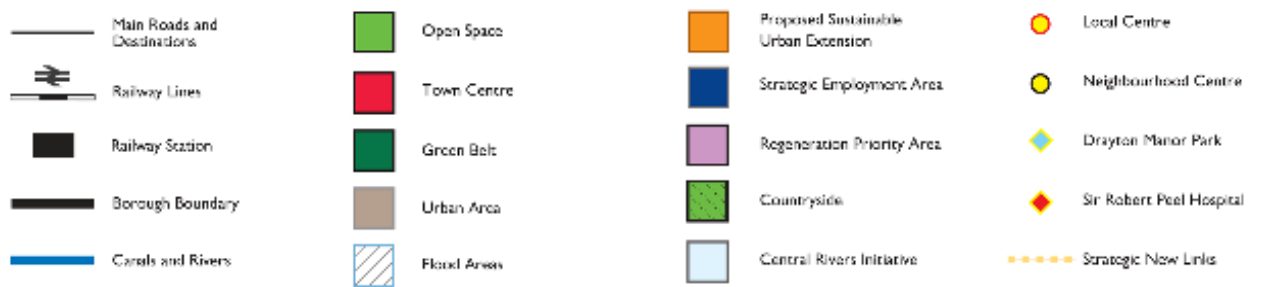 Main Roads and
Destinations
Railway Lines
Railway Station
Borough Boundary
Canals and Rivers
Open Space
Town Centre
Green Belt
Urban Area
Flood Areas
Proposed Sustainable
Urban Extension
Strategic Employment Area
Regeneration Priority Area
Countryside
Central Rivers Initiative
Local Centre
Neighbourhood Centre
Drayton Manor Park
Sir Robert Peel Hospital
Strategic New Links